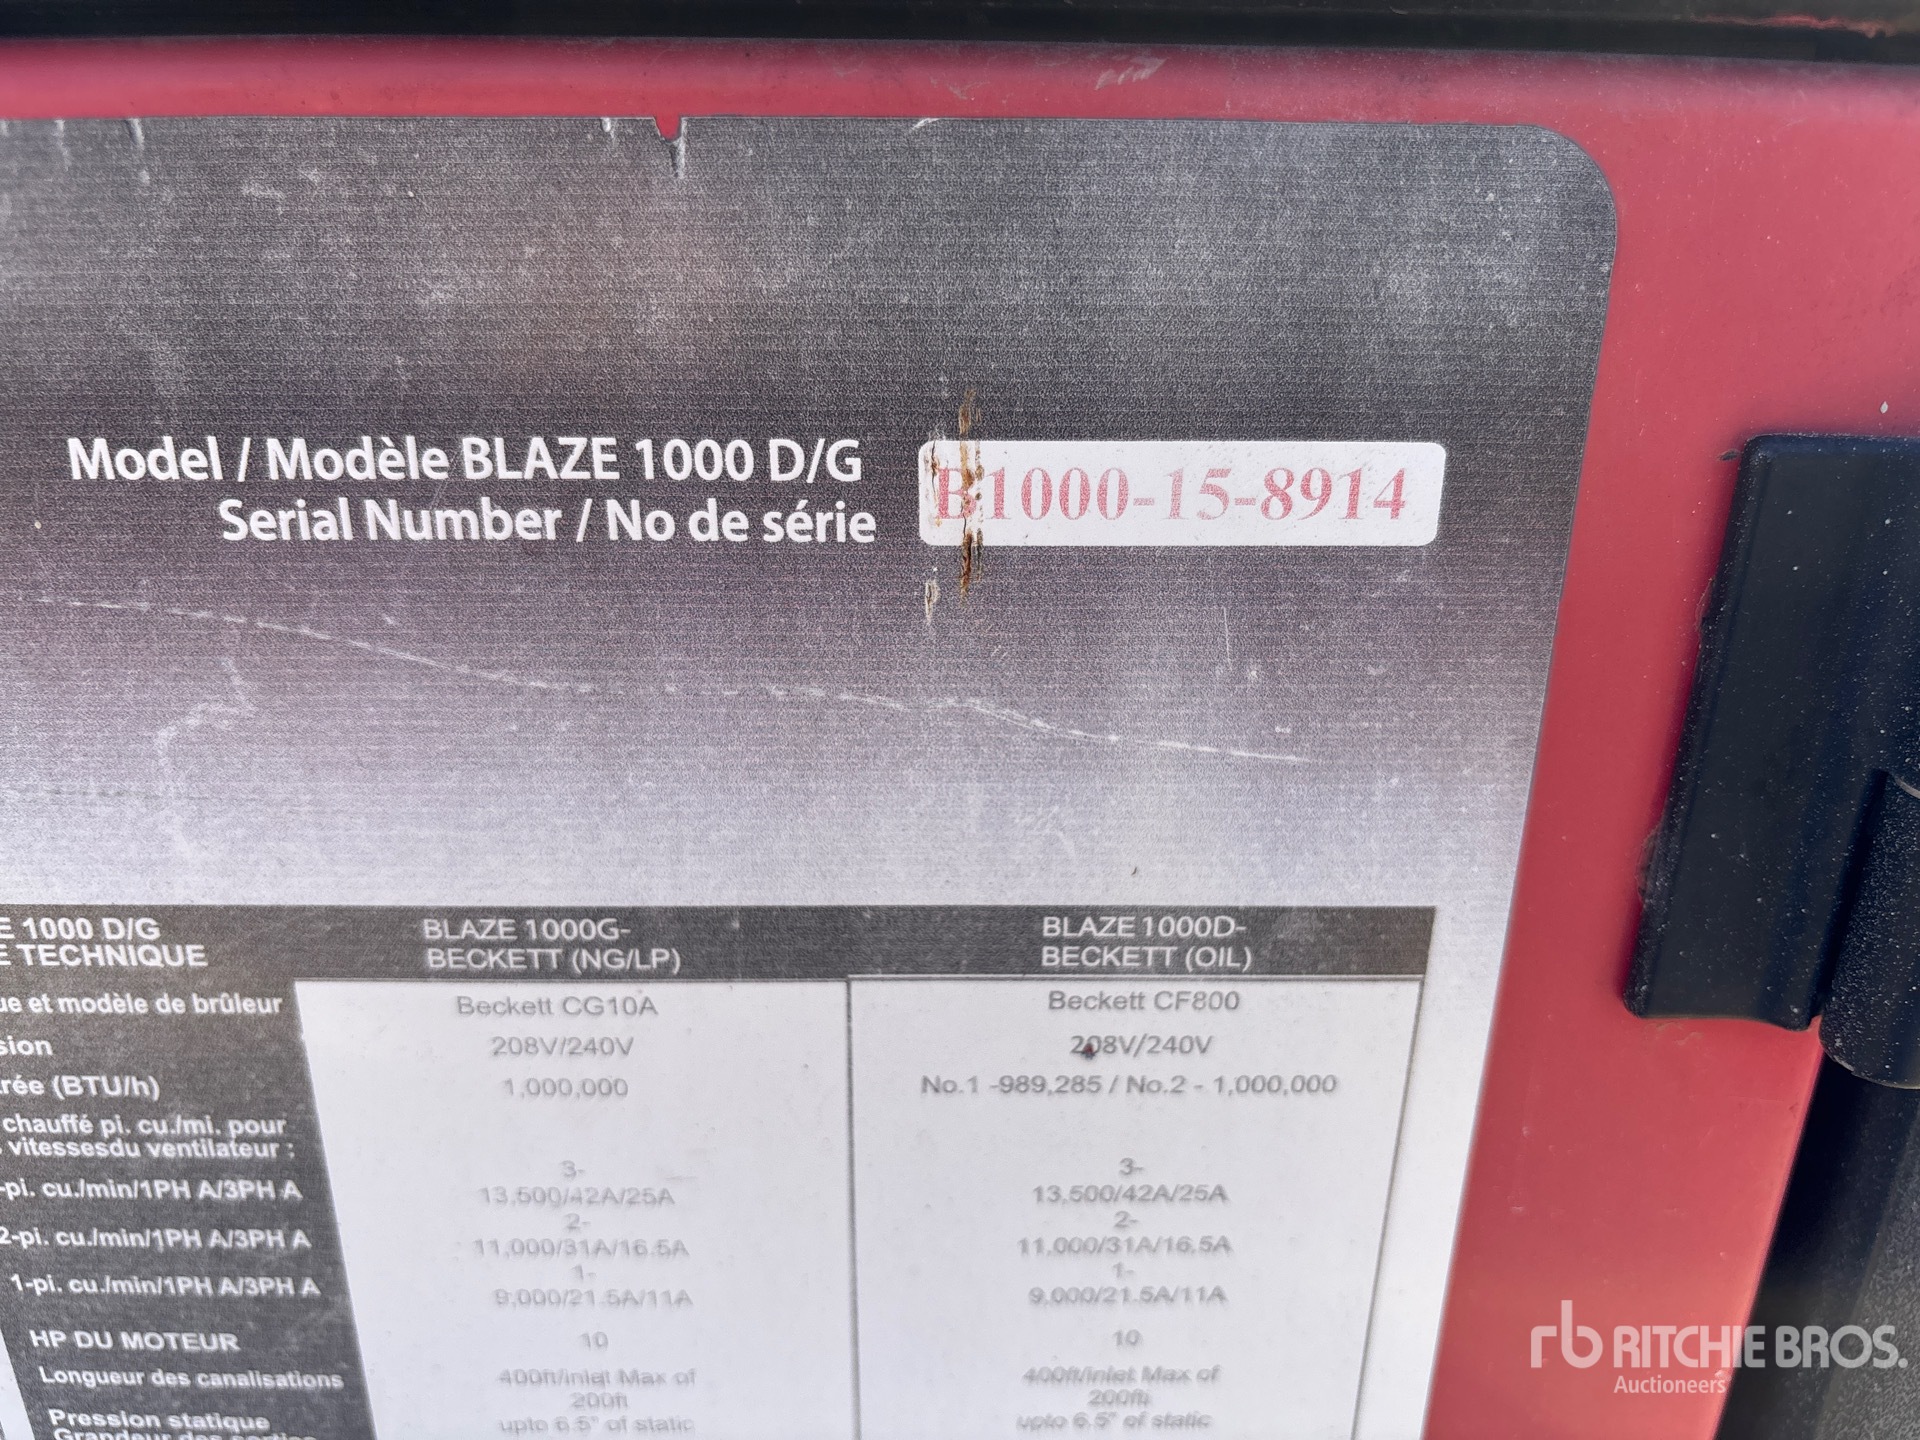 Model / Modèle BLAZE 1000 D/G
Serial Number / No de série
B1000-15-8914
E 1000 D/G
E TECHNIQUE
BLAZE 1000G-
BECKETT (NG/LP)
BLAZE 1000D-
BECKETT (OIL)
ue et modèle de brûleur
Beckett CG10A
Beckett CF800
sion
208V/240V
208V/240V
rée (BTU/h)
1,000,000
No.1 -989,285 / No.2 - 1,000,000
chauffé pi. cu./mi. pour
vitessesdu ventilateur :
-pi. cu./min/1PH A/3PH A
3-
13,500/42A/25A
3-
13,500/42A/25A
2-pi. cu./min/1PH A/3PH A
2-
11,000/31A/16.5A
2-
11,000/31A/16.5A
1-pi. cu./min/1PH A/3PH A
1-
9,000/21.5A/11A
1-
9,000/21.5A/11A
HP DU MOTEUR
10
10
Longueur des canalisations
400ft/inlet Max of
200ft
400ft/inlet Max of
200ft
Pression statique
upto 6.5" of static
upto 6.5" of static
Grandeur des sorties
rb RITCHIE BROS.
Auctioneers